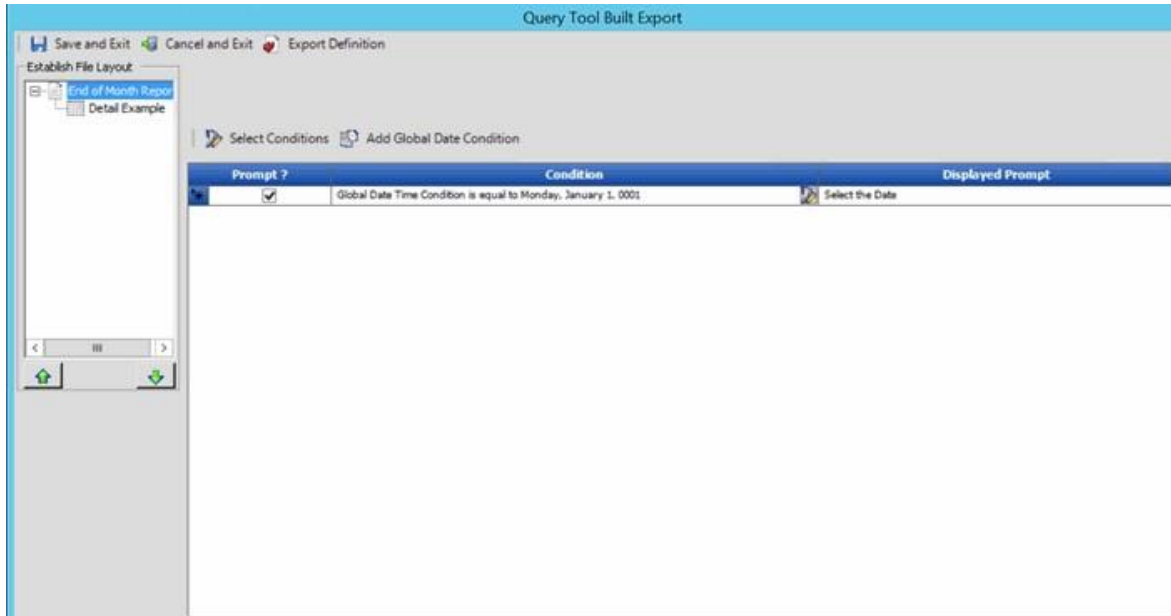 Query Tool Built Export
Save and Exit Cancel and Exit Export Definition
Establish File Layout
End of Month Repor
Detail Example
Select Conditions Add Global Date Condition
Prompt ? Condition Displayed Prompt
Global Date Time Condition is equal to Monday, January 1, 0001 Select the Date